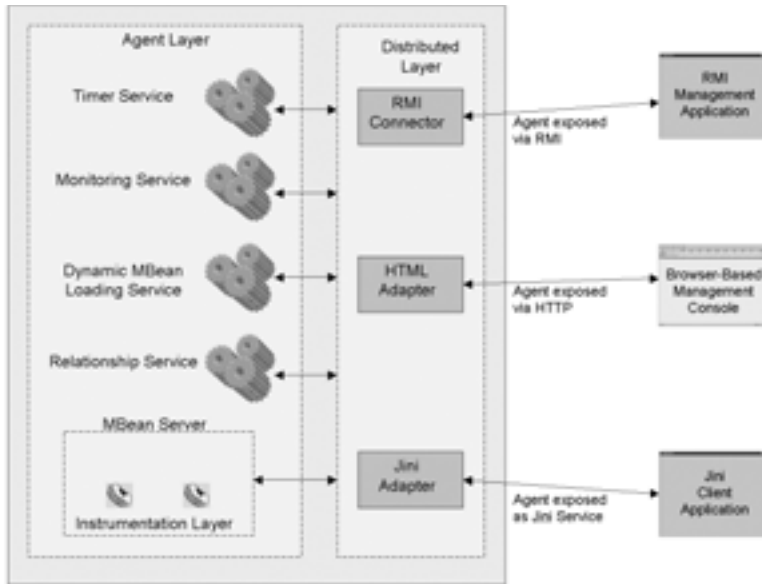 Agent Layer
Timer Service
Monitoring Service
Dynamic MBean
Loading Service
Relationship Service
MBean Server
Instrumentation Layer
Distributed
Layer
RMI
Connector
HTML
Adapter
Jini
Adapter
Agent exposed
via RMI
Agent exposed
via HTTP
Agent exposed
as Jini Service
RMI
Management
Application
Browser-Based
Management
Console
Jini
Client
Application